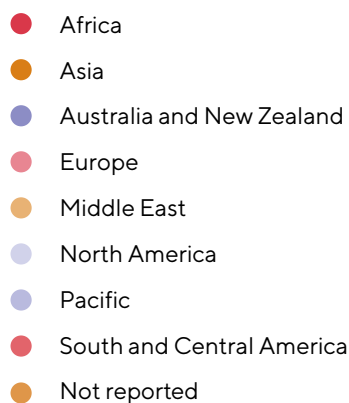 Africa
Asia
Australia and New Zealand
Europe
Middle East
North America
Pacific
South and Central America
Not reported